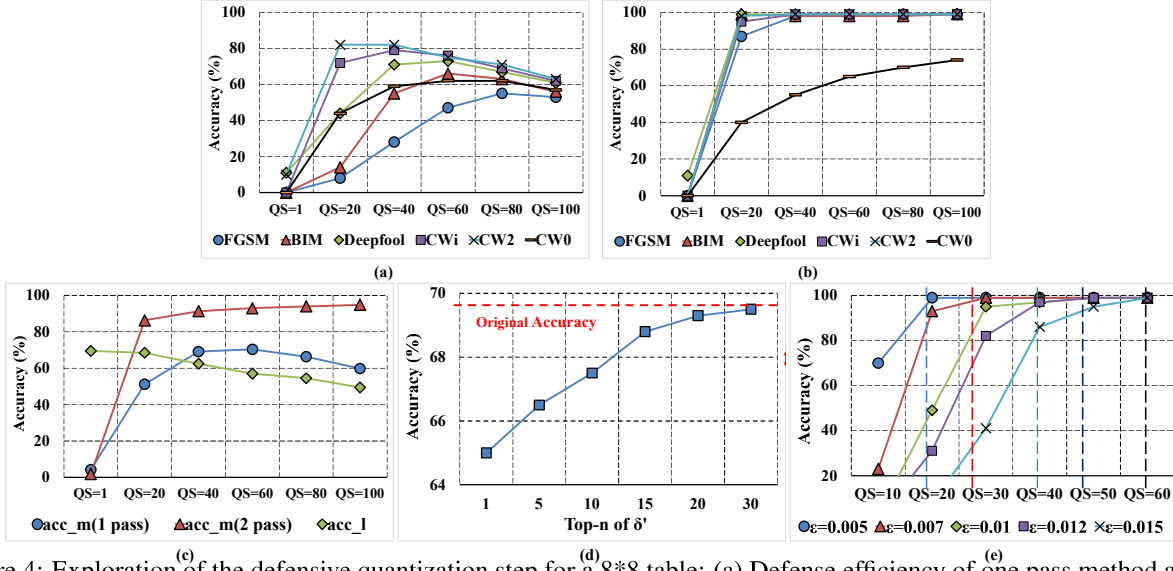 100
80
60
40
20
0
Accuracy (%)
QS=1 QS=20 QS=40 QS=60 QS=80 QS=100
FGSM BIM Deepfool CWi CW2 CW0
(a)
100
80
60
40
20
0
Accuracy (%)
QS=1 QS=20 QS=40 QS=60 QS=80 QS=100
FGSM BIM Deepfool CWi CW2 CW0
(b)
100
80
60
40
20
0
Accuracy (%)
QS=1 QS=20 QS=40 QS=60 QS=80 QS=100
acc_m(1 pass) acc_m(2 pass) acc_l
(c)
70
68
66
64
Accuracy (%)
Original Accuracy
1 5 10 15 20 30
Top-n of δ'
(d)
100
80
60
40
20
Accuracy (%)
QS=10 QS=20 QS=30 QS=40 QS=50 QS=60
ε=0.005 ε=0.007 ε=0.01 ε=0.012 ε=0.015
(e)
re 4: Exploration of the defensive quantization step for a 8*8 table: (a) Defense efficiency of one pass method a